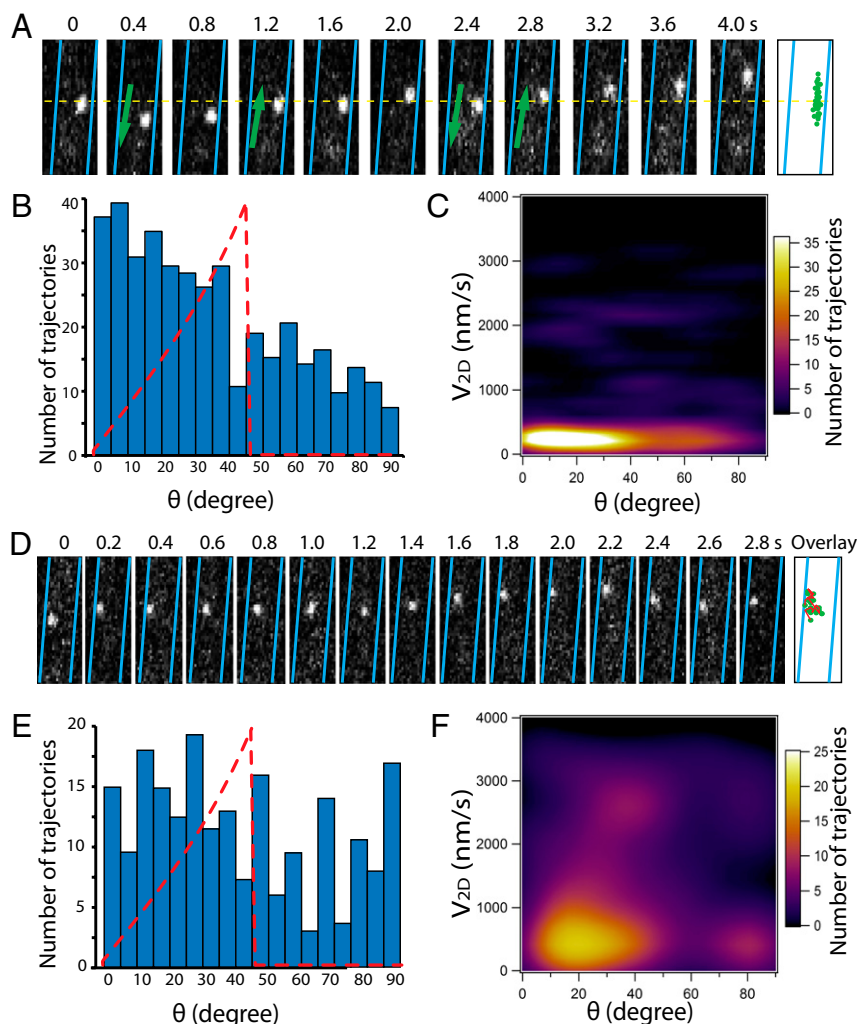 A
0 0.4 0.8 1.2 1.6 2.0 2.4 2.8 3.2 3.6 4.0 s
B
Number of trajectories
40
30
20
10
0
0 10 20 30 40 50 60 70 80 90
θ (degree)
C
V2D (nm/s)
4000
3000
2000
1000
0
0 20 40 60 80
θ (degree)
35
30
25
20
15
10
5
0
Number of trajectories
D
0 0.2 0.4 0.6 0.8 1.0 1.2 1.4 1.6 1.8 2.0 2.2 2.4 2.6 2.8 s Overlay
E
Number of trajectories
20
15
10
5
0
0 10 20 30 40 50 60 70 80 90
θ (degree)
F
V2D (nm/s)
4000
3000
2000
1000
0
0 20 40 60 80
θ (degree)
25
20
15
10
5
0
Number of trajectories